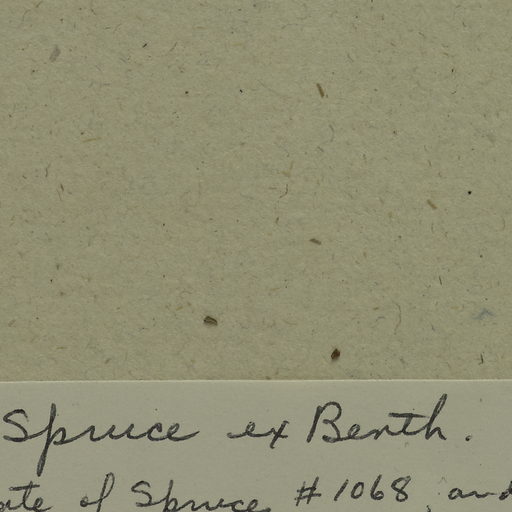 Spruce ex Benth.
of Spruce #1068, and